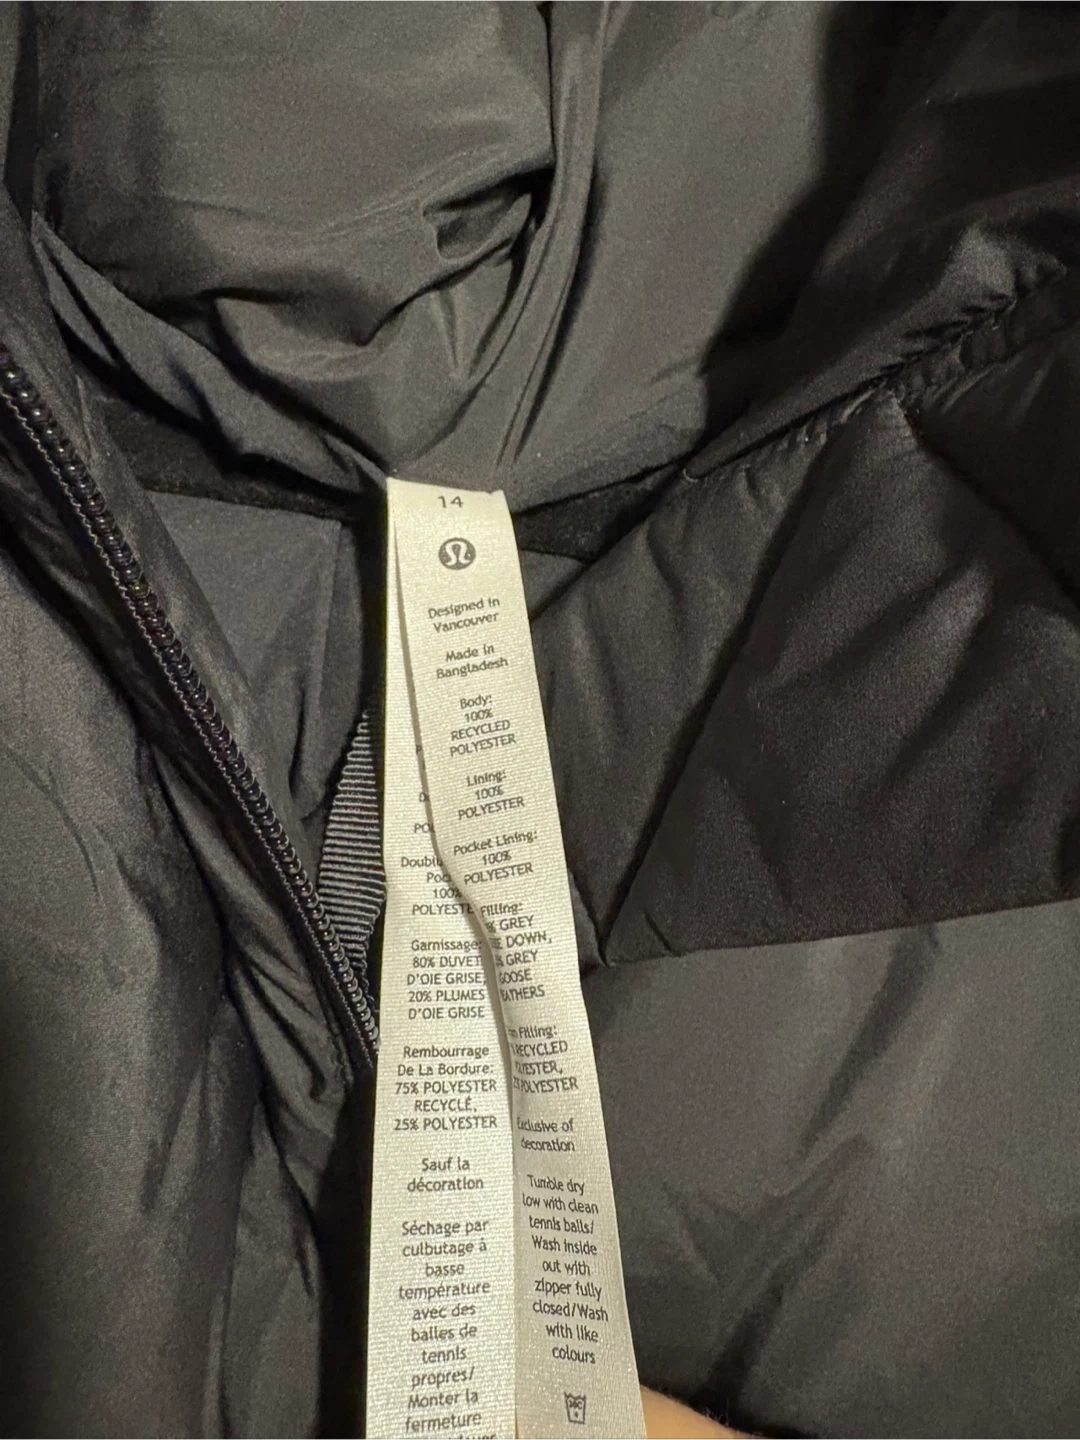 14
Designed in
Vancouver
Made in
Bangladesh
Body:
100%
RECYCLED
POLYESTER
Lining:
100%
POLYESTER
Pocket Lining:
100%
POLYESTER
Filling:
GREY
DOWN,
GREY
Filling:
RECYCLED
POLYESTER
Exclusive of
decoration
Tumble dry
low with clean
tennis balls/
Wash inside
out with
zipper fully
closed/Wash
with like
colours
100%
Garnissage:
80% DUVET
D'OIE GRISE,
20% PLUMES
D'OIE GRISE
Rembourrage
De La Bordure:
75% POLYESTER
RECYCLÉ,
25% POLYESTER
Sauf la
décoration
Séchage par
culbutage à
basse
température
avec des
balles de
tennis
propres/
Monter la
fermeture